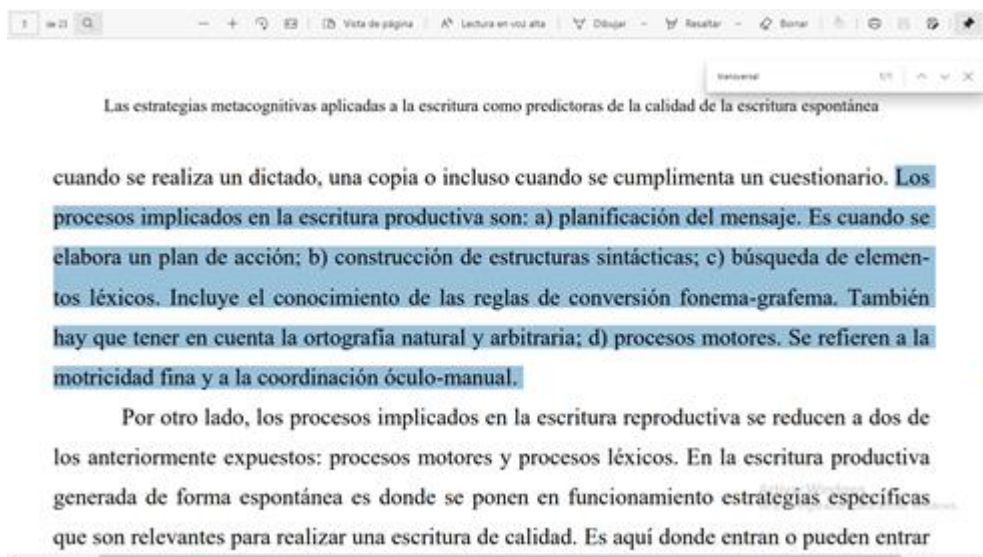 de 23 Vista de página Lectura en voz alta Dibujar Resaltar Borrar
transversal 1/1
Las estrategias metacognitivas aplicadas a la escritura como predictoras de la calidad de la escritura espontánea
cuando se realiza un dictado, una copia o incluso cuando se cumplimenta un cuestionario. Los
procesos implicados en la escritura productiva son: a) planificación del mensaje. Es cuando se
elabora un plan de acción; b) construcción de estructuras sintácticas; c) búsqueda de elemen-
tos léxicos. Incluye el conocimiento de las reglas de conversión fonema-grafema. También
hay que tener en cuenta la ortografía natural y arbitraria; d) procesos motores. Se refieren a la
motricidad fina y a la coordinación óculo-manual.
Por otro lado, los procesos implicados en la escritura reproductiva se reducen a dos de
los anteriormente expuestos: procesos motores y procesos léxicos. En la escritura productiva
generada de forma espontánea es donde se ponen en funcionamiento estrategias específicas
que son relevantes para realizar una escritura de calidad. Es aquí donde entran o pueden entrar